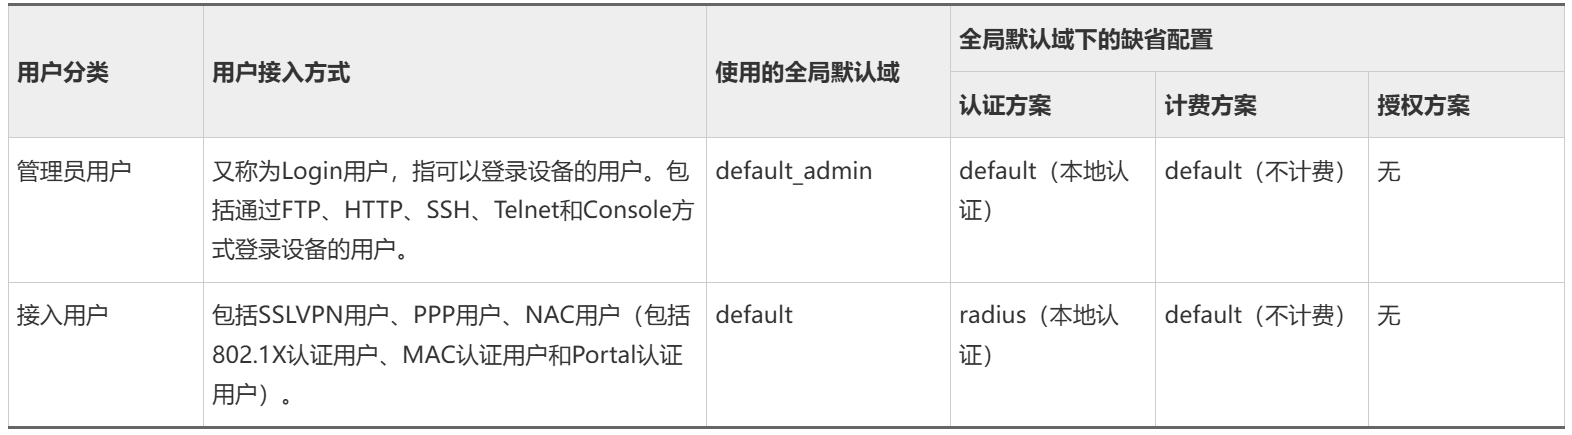 用户分类
用户接入方式
使用的全局默认域
全局默认域下的缺省配置
认证方案
计费方案
授权方案
管理员用户
又称为Login用户，指可以登录设备的用户。包
括通过FTP、HTTP、SSH、Telnet和Console方
式登录设备的用户。
default_admin
default（本地认
证）
default（不计费）
无
接入用户
包括SSLVPN用户、PPP用户、NAC用户（包括
802.1X认证用户、MAC认证用户和Portal认证
用户）。
default
radius（本地认
证）
default（不计费）
无